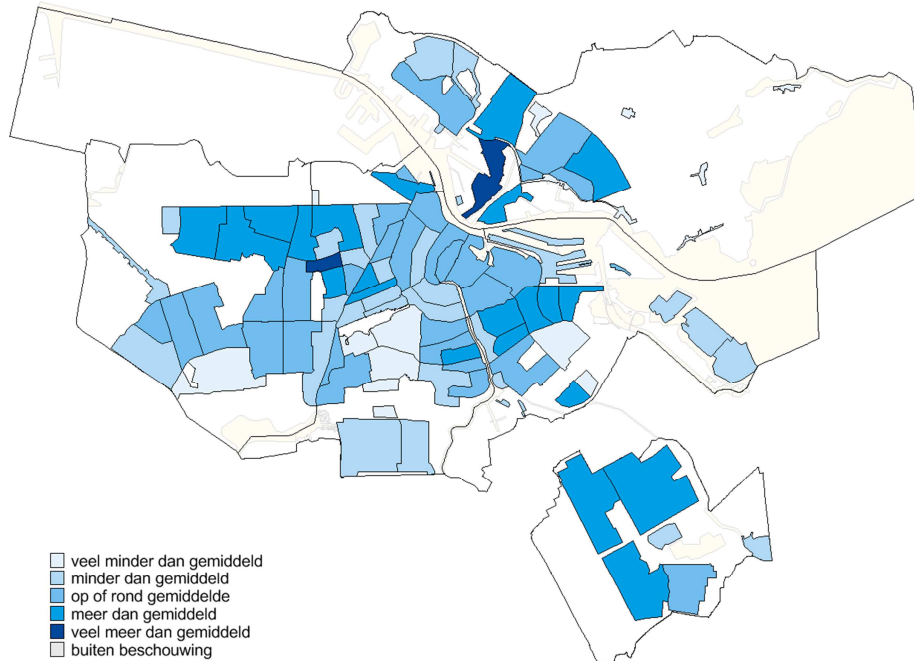 veel minder dan gemiddeld
minder dan gemiddeld
op of rond gemiddelde
meer dan gemiddeld
veel meer dan gemiddeld
buiten beschouwing